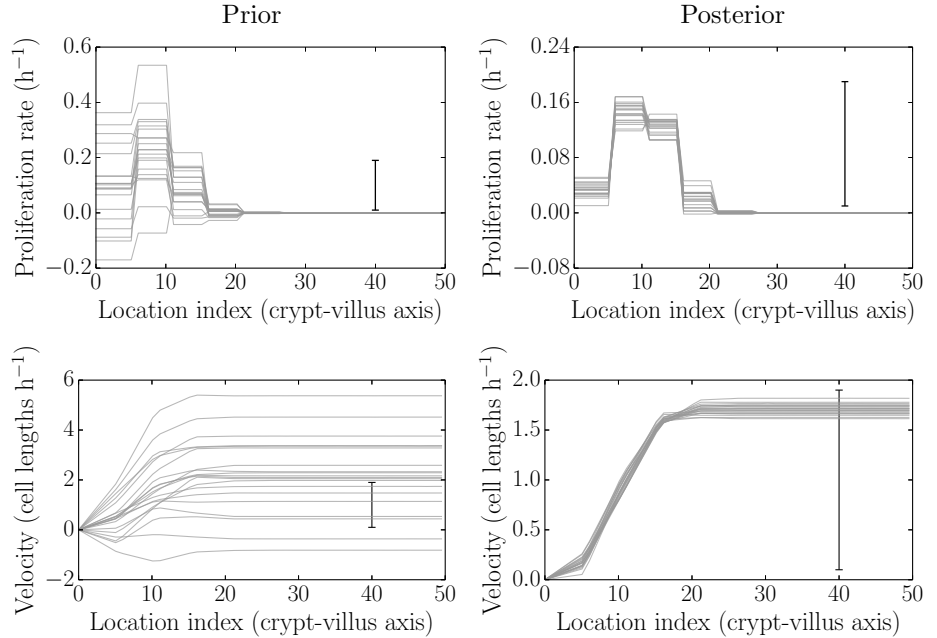 Prior
Posterior
Proliferation rate (h⁻¹)
0.6
0.4
0.2
0.0
−0.2
0 10 20 30 40 50
Location index (crypt-villus axis)
Proliferation rate (h⁻¹)
0.24
0.16
0.08
0.00
−0.08
0 10 20 30 40 50
Location index (crypt-villus axis)
Velocity (cell lengths h⁻¹)
6
4
2
0
−2
0 10 20 30 40 50
Location index (crypt-villus axis)
Velocity (cell lengths h⁻¹)
2.0
1.5
1.0
0.5
0.0
0 10 20 30 40 50
Location index (crypt-villus axis)